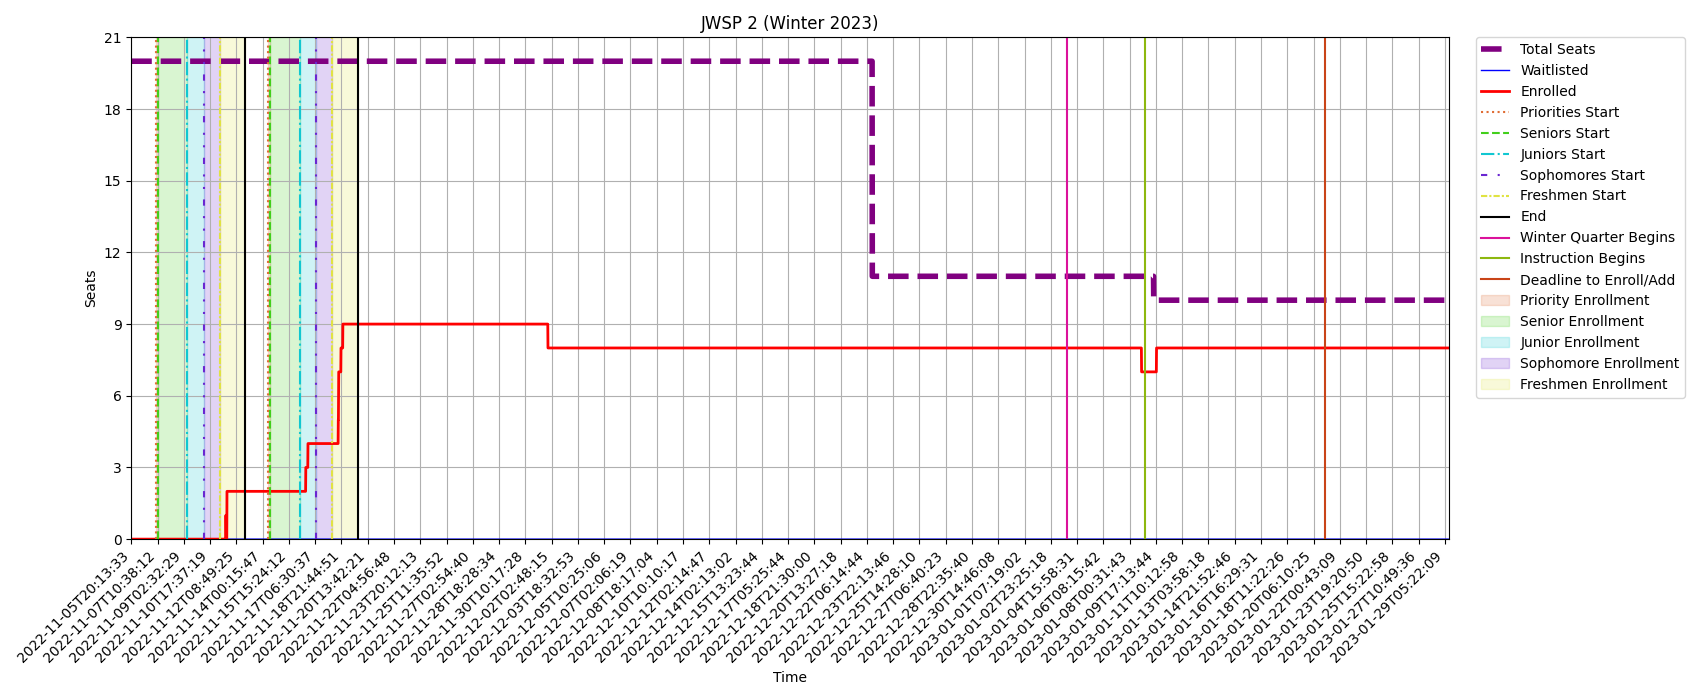 JWSP 2 (Winter 2023)
21
18
15
12
9
6
3
0
Seats
2022-11-05T20:13:33
2022-11-07T10:38:12
2022-11-09T02:32:29
2022-11-10T17:37:19
2022-11-12T08:49:25
2022-11-14T00:15:47
2022-11-15T15:24:12
2022-11-17T06:30:37
2022-11-18T21:44:51
2022-11-20T13:42:21
2022-11-22T04:56:48
2022-11-23T20:12:13
2022-11-25T11:35:52
2022-11-27T02:54:40
2022-11-28T18:28:34
2022-11-30T10:17:28
2022-12-02T02:48:15
2022-12-03T18:32:53
2022-12-05T10:25:06
2022-12-07T02:06:19
2022-12-08T18:17:04
2022-12-10T10:10:17
2022-12-12T02:14:47
2022-12-14T02:13:02
2022-12-15T13:23:44
2022-12-17T05:25:44
2022-12-18T21:30:00
2022-12-20T13:27:18
2022-12-22T06:14:44
2022-12-23T22:13:46
2022-12-25T14:28:10
2022-12-27T06:40:23
2022-12-28T22:35:40
2022-12-30T14:46:08
2023-01-01T07:19:02
2023-01-02T23:25:18
2023-01-04T15:58:31
2023-01-06T08:15:42
2023-01-08T00:31:43
2023-01-09T17:13:44
2023-01-11T10:12:58
2023-01-13T03:58:18
2023-01-14T21:52:46
2023-01-16T16:29:31
2023-01-18T11:22:26
2023-01-20T06:10:25
2023-01-22T00:43:09
2023-01-23T19:20:50
2023-01-25T15:22:58
2023-01-27T10:49:36
2023-01-29T05:22:09
Time
Total Seats
Waitlisted
Enrolled
Priorities Start
Seniors Start
Juniors Start
Sophomores Start
Freshmen Start
End
Winter Quarter Begins
Instruction Begins
Deadline to Enroll/Add
Priority Enrollment
Senior Enrollment
Junior Enrollment
Sophomore Enrollment
Freshmen Enrollment